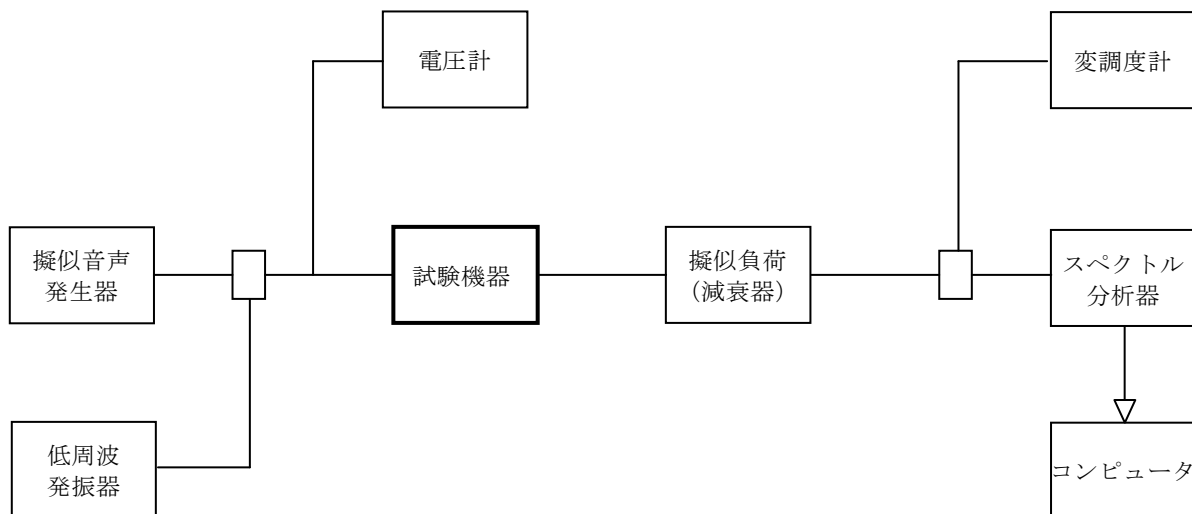 電圧計
変調度計
擬似音声
発生器
試験機器
擬似負荷
（減衰器）
スペクトル
分析器
低周波
発振器
コンピュータ